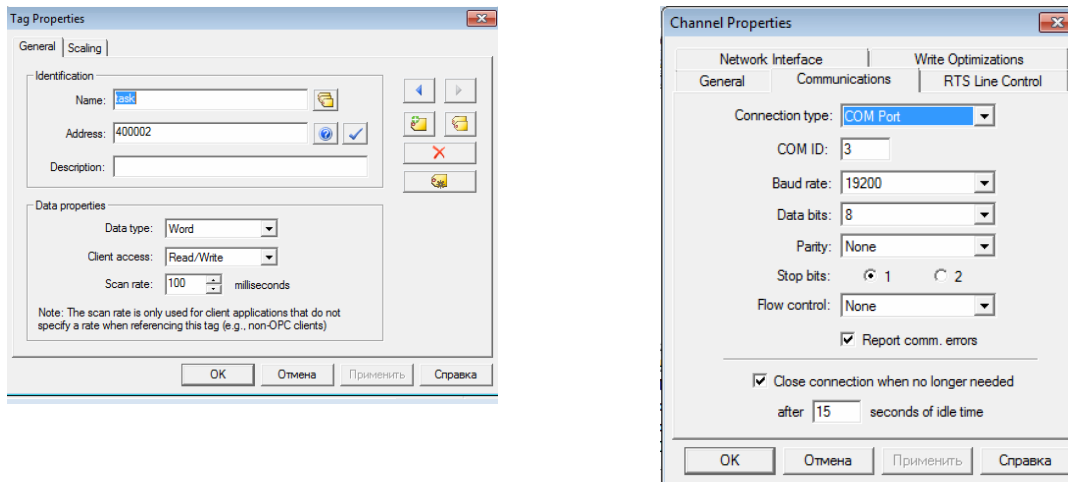 Tag Properties
General Scaling
Identification
Name: task
Address: 400002
Description:
Data properties
Data type: Word
Client access: Read/Write
Scan rate: 100 milliseconds
Note: The scan rate is only used for client applications that do not
specify a rate when referencing this tag (e.g., non-OPC clients)
OK Отмена Применить Справка
Channel Properties
Network Interface Write Optimizations
General Communications RTS Line Control
Connection type: COM Port
COM ID: 3
Baud rate: 19200
Data bits: 8
Parity: None
Stop bits: 1 2
Flow control: None
Report comm. errors
Close connection when no longer needed
after 15 seconds of idle time
OK Отмена Применить Справка